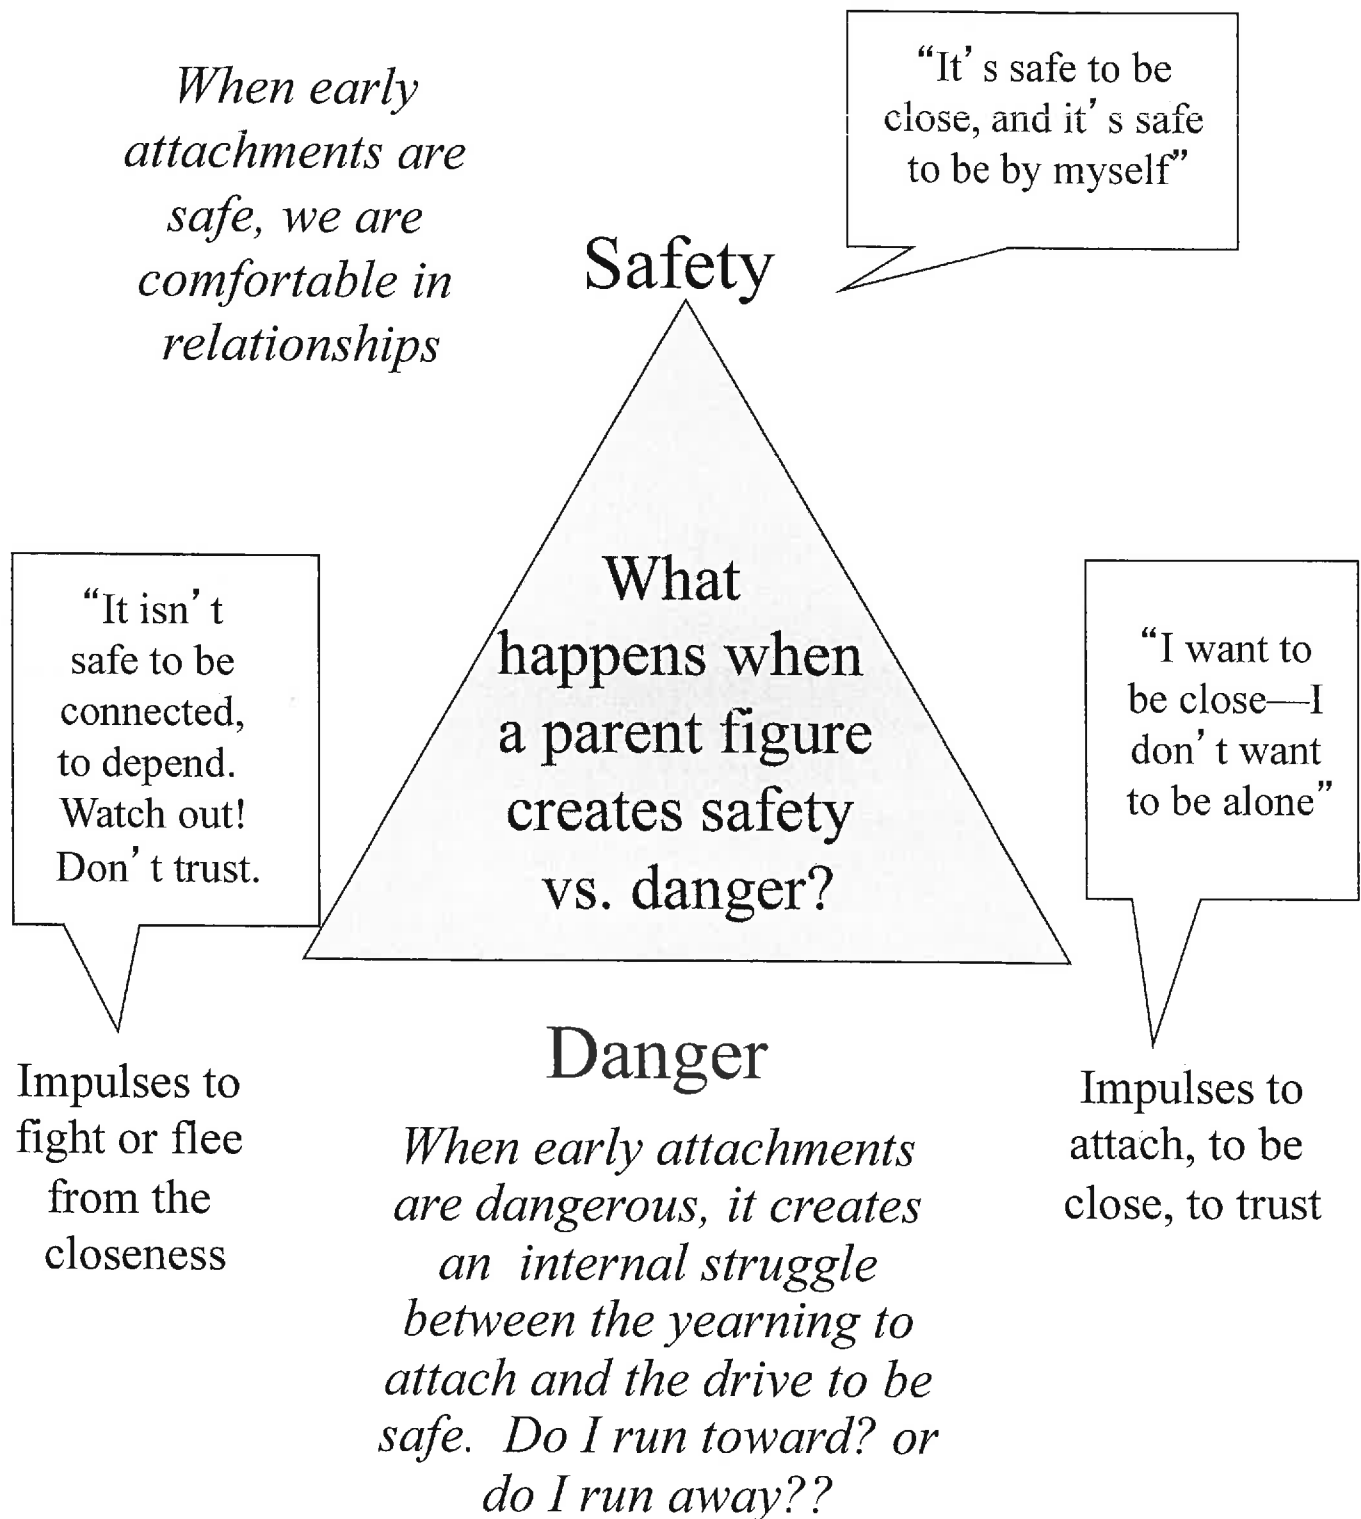 When early
attachments are
safe, we are
comfortable in
relationships
“It’s safe to be
close, and it’s safe
to be by myself”
Safety
What
happens when
a parent figure
creates safety
vs. danger?
“It isn’t
safe to be
connected,
to depend.
Watch out!
Don’t trust.
“I want to
be close—I
don’t want
to be alone”
Impulses to
fight or flee
from the
closeness
Danger
When early attachments
are dangerous, it creates
an internal struggle
between the yearning to
attach and the drive to be
safe. Do I run toward? or
do I run away??
Impulses to
attach, to be
close, to trust